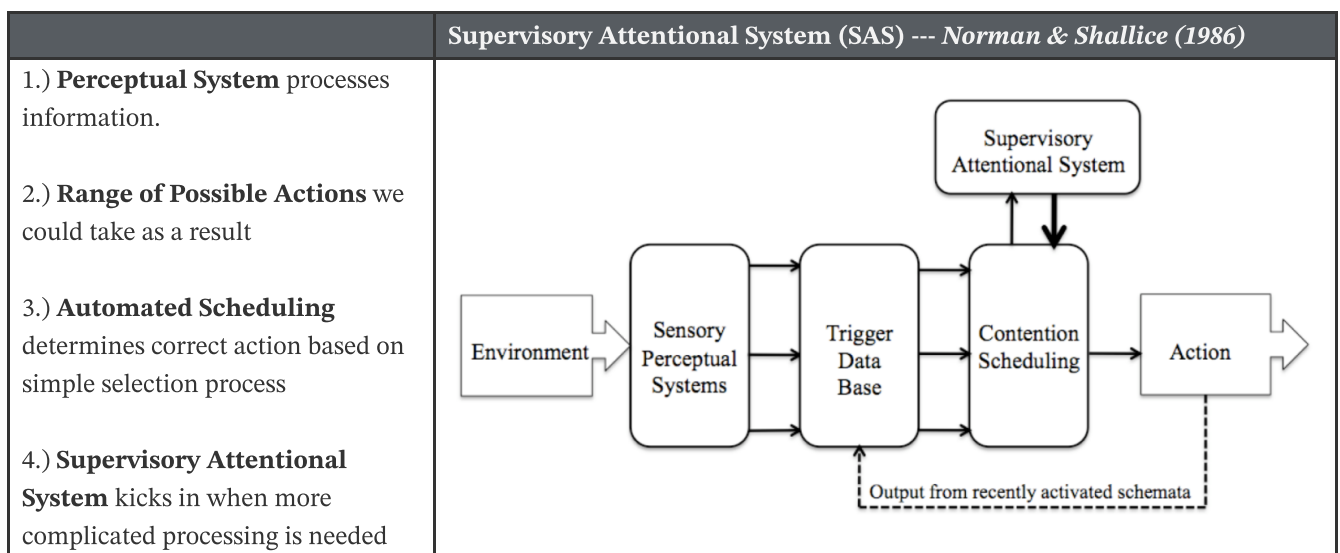 Supervisory Attentional System (SAS) --- Norman & Shallice (1986)
1.) Perceptual System processes
information.
2.) Range of Possible Actions we
could take as a result
3.) Automated Scheduling
determines correct action based on
simple selection process
4.) Supervisory Attentional
System kicks in when more
complicated processing is needed
Supervisory
Attentional System
Environment
Sensory
Perceptual
Systems
Trigger
Data
Base
Contention
Scheduling
Action
Output from recently activated schemata